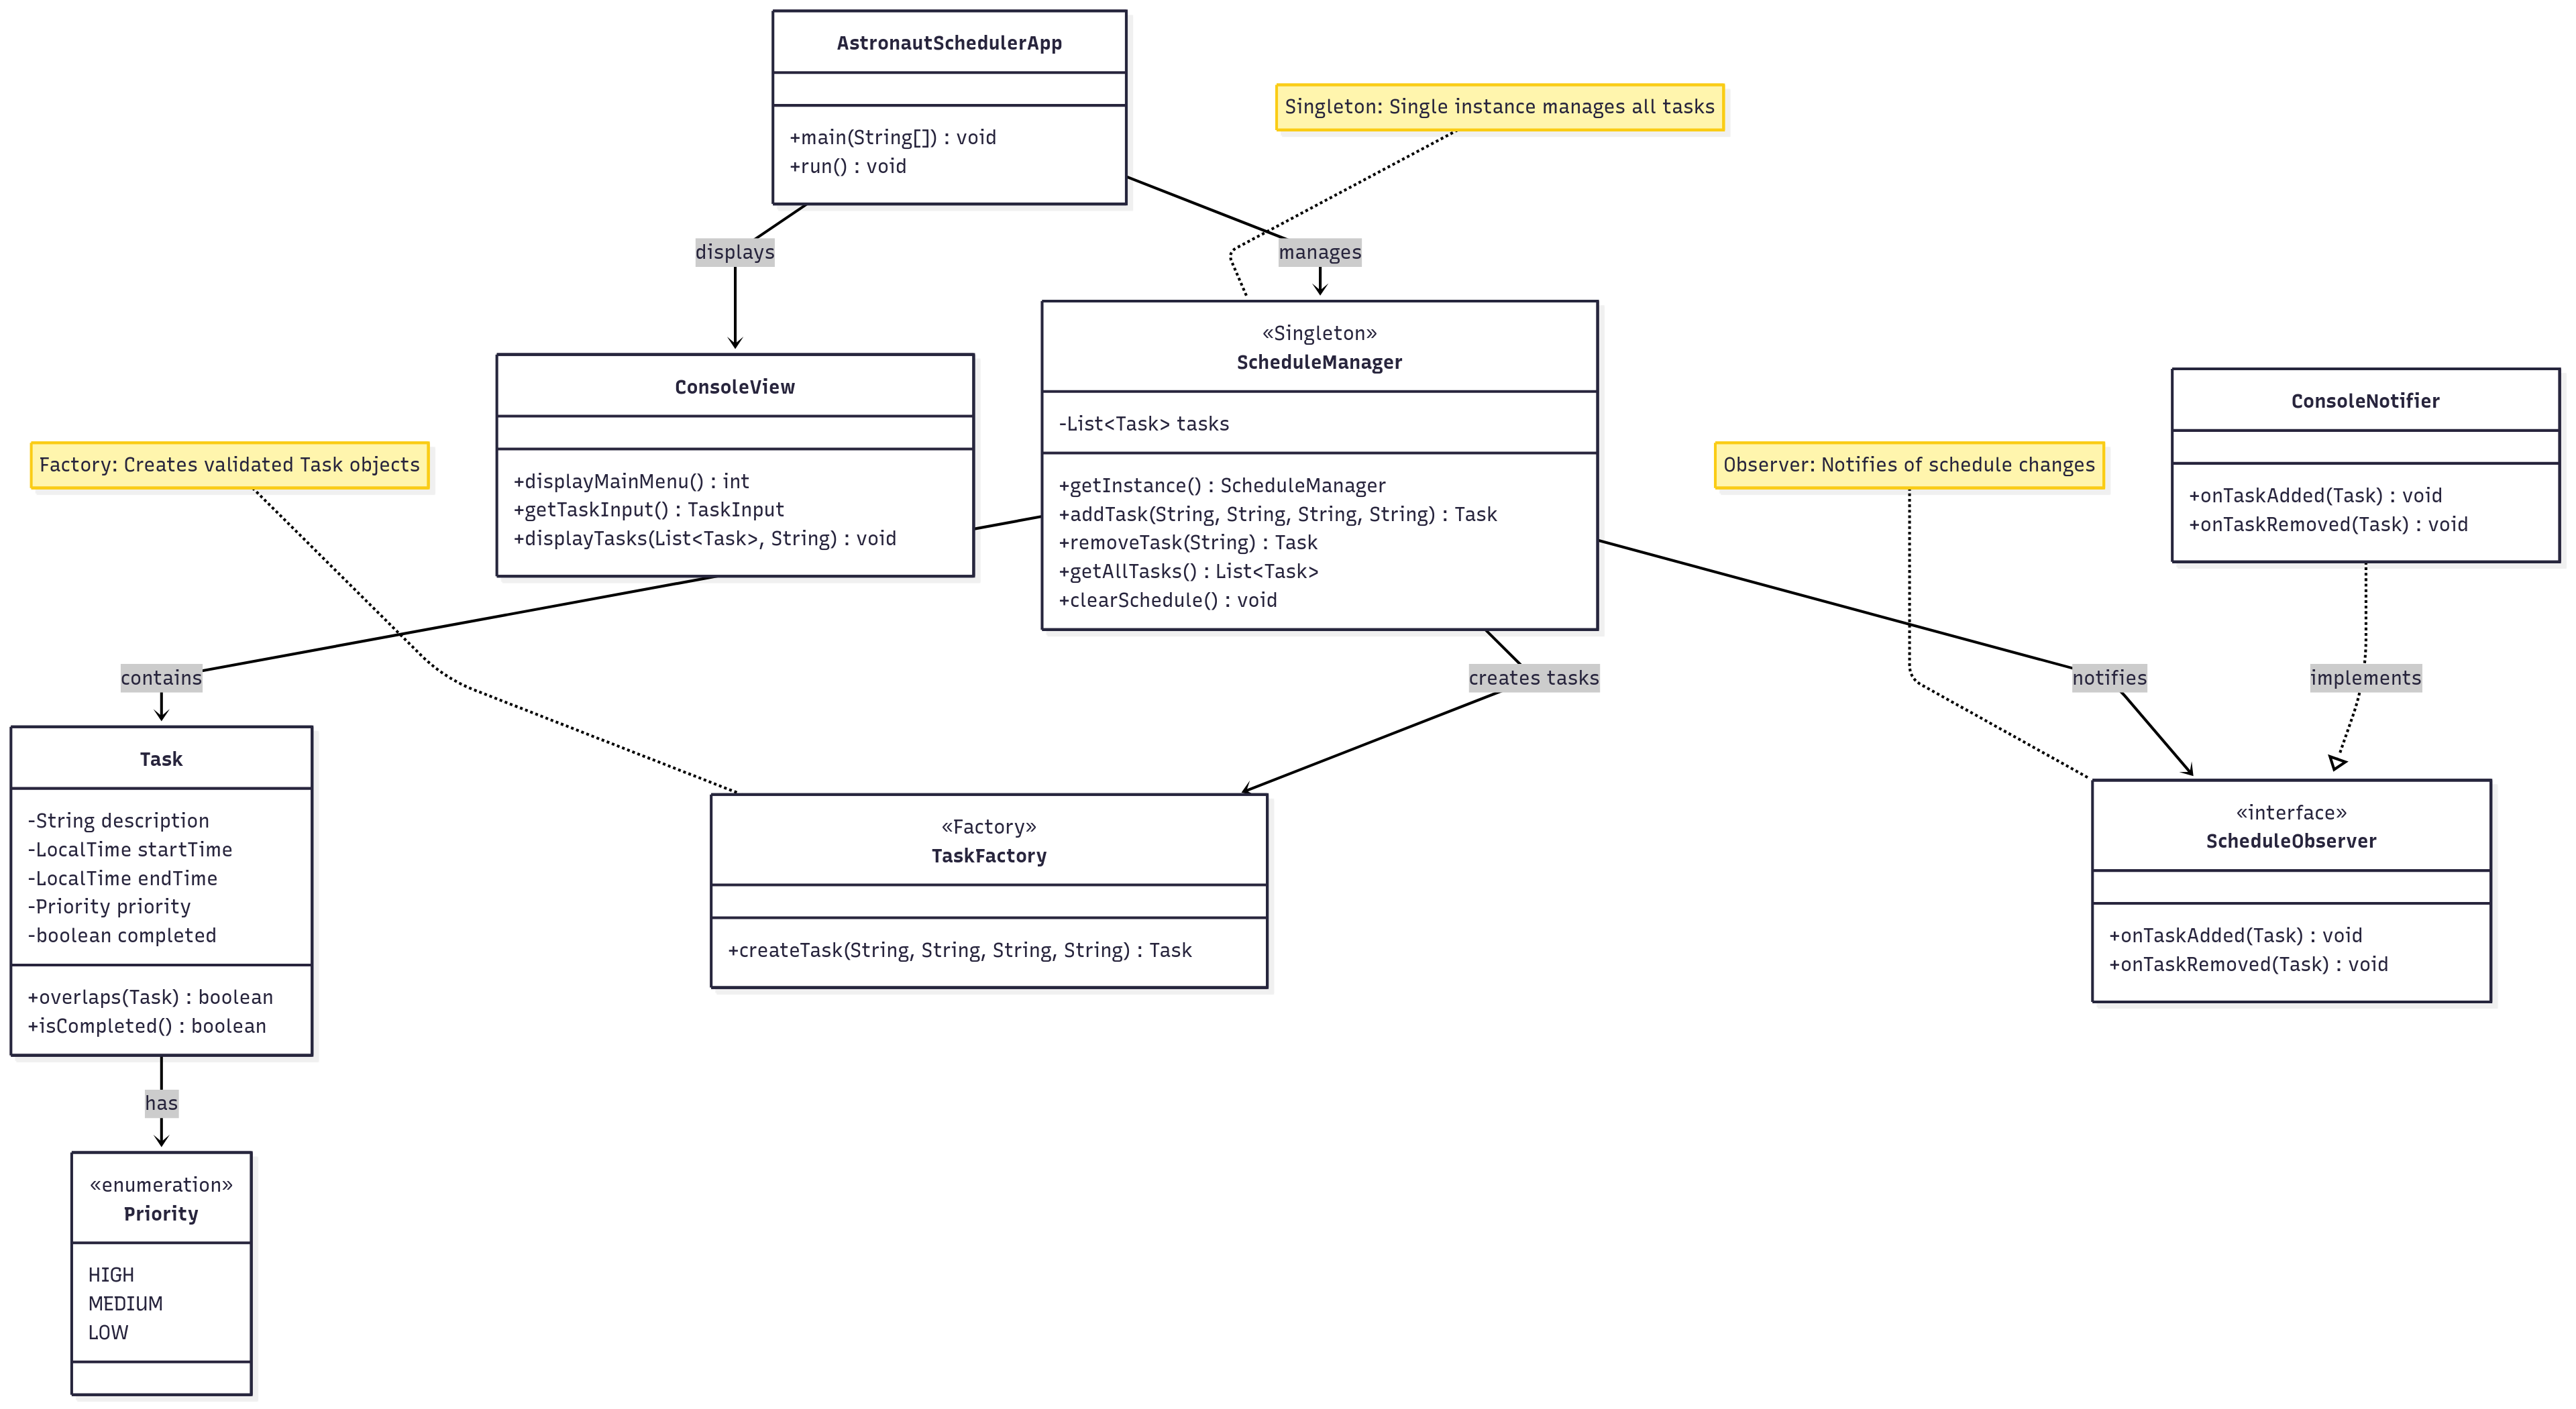 AstronautSchedulerApp
+main(String[]) : void
+run() : void
Singleton: Single instance manages all tasks
displays
manages
ConsoleView
+displayMainMenu() : int
+getTaskInput() : TaskInput
+displayTasks(List<Task>, String) : void
«Singleton»
ScheduleManager
-List<Task> tasks
+getInstance() : ScheduleManager
+addTask(String, String, String, String) : Task
+removeTask(String) : Task
+getAllTasks() : List<Task>
+clearSchedule() : void
ConsoleNotifier
+onTaskAdded(Task) : void
+onTaskRemoved(Task) : void
Factory: Creates validated Task objects
Observer: Notifies of schedule changes
contains
creates tasks
notifies
implements
Task
-String description
-LocalTime startTime
-LocalTime endTime
-Priority priority
-boolean completed
+overlaps(Task) : boolean
+isCompleted() : boolean
«Factory»
TaskFactory
+createTask(String, String, String, String) : Task
«interface»
ScheduleObserver
+onTaskAdded(Task) : void
+onTaskRemoved(Task) : void
has
«enumeration»
Priority
HIGH
MEDIUM
LOW